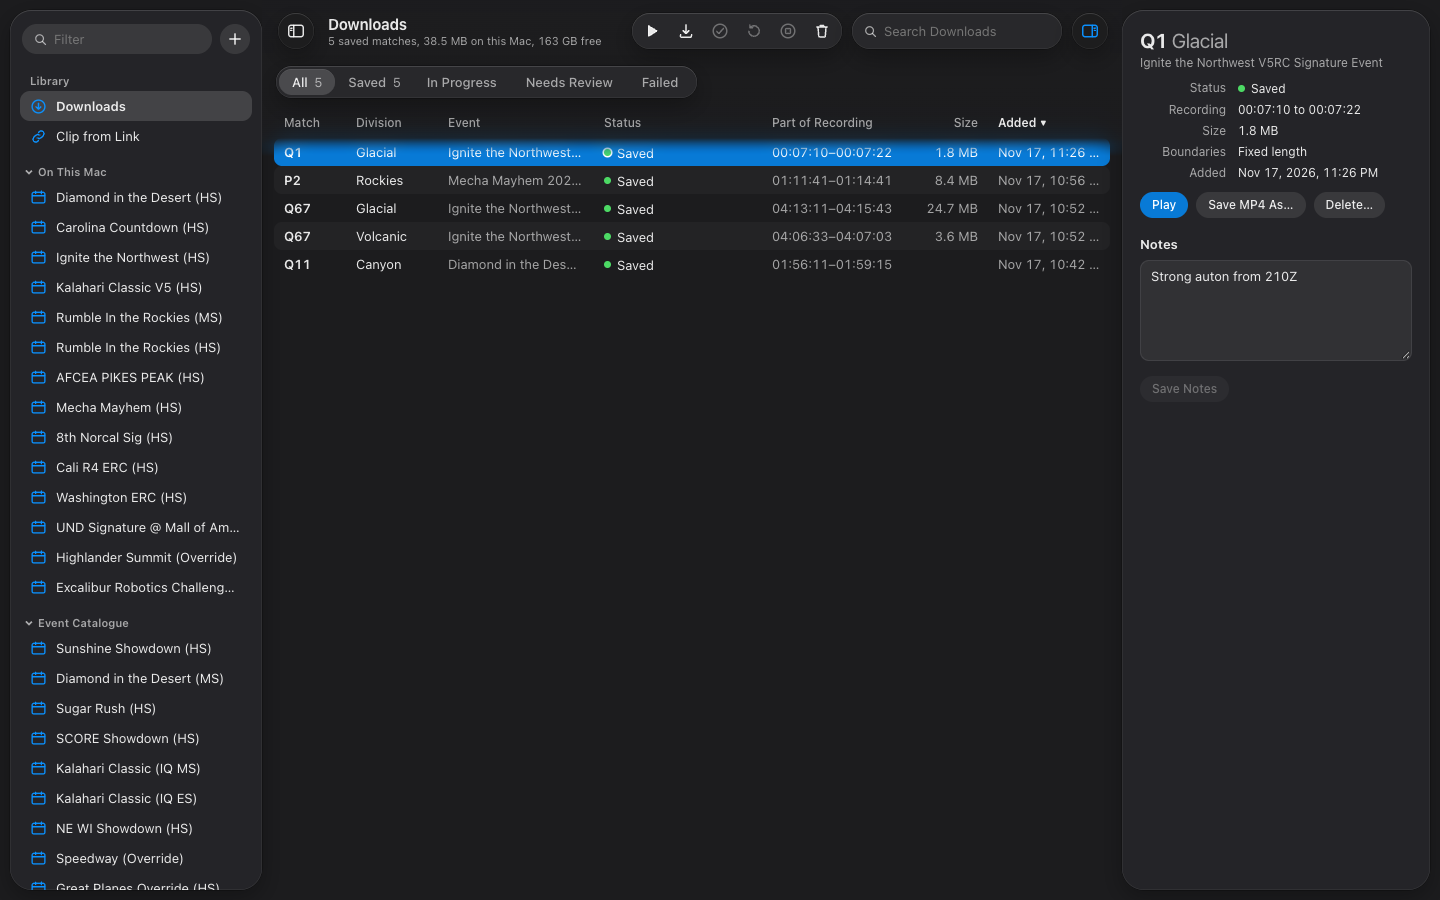 Filter
Library
Downloads
Clip from Link
On This Mac
Diamond in the Desert (HS)
Carolina Countdown (HS)
Ignite the Northwest (HS)
Kalahari Classic V5 (HS)
Rumble In the Rockies (MS)
Rumble In the Rockies (HS)
AFCEA PIKES PEAK (HS)
Mecha Mayhem (HS)
8th Norcal Sig (HS)
Cali R4 ERC (HS)
Washington ERC (HS)
UND Signature @ Mall of Am...
Highlander Summit (Override)
Excalibur Robotics Challeng...
Event Catalogue
Sunshine Showdown (HS)
Diamond in the Desert (MS)
Sugar Rush (HS)
SCORE Showdown (HS)
Kalahari Classic (IQ MS)
Kalahari Classic (IQ ES)
NE WI Showdown (HS)
Speedway (Override)
Great Planes Override (HS)
Downloads
5 saved matches, 38.5 MB on this Mac, 163 GB free
Search Downloads
All 5 Saved 5 In Progress Needs Review Failed
Match Division Event Status Part of Recording Size Added ▾
Q1 Glacial Ignite the Northwest... Saved 00:07:10–00:07:22 1.8 MB Nov 17, 11:26 ...
P2 Rockies Mecha Mayhem 202... Saved 01:11:41–01:14:41 8.4 MB Nov 17, 10:56 ...
Q67 Glacial Ignite the Northwest... Saved 04:13:11–04:15:43 24.7 MB Nov 17, 10:52 ...
Q67 Volcanic Ignite the Northwest... Saved 04:06:33–04:07:03 3.6 MB Nov 17, 10:52 ...
Q11 Canyon Diamond in the Des... Saved 01:56:11–01:59:15 Nov 17, 10:42 ...
Q1 Glacial
Ignite the Northwest V5RC Signature Event
Status Saved
Recording 00:07:10 to 00:07:22
Size 1.8 MB
Boundaries Fixed length
Added Nov 17, 2026, 11:26 PM
Play Save MP4 As... Delete...
Notes
Strong auton from 210Z
Save Notes